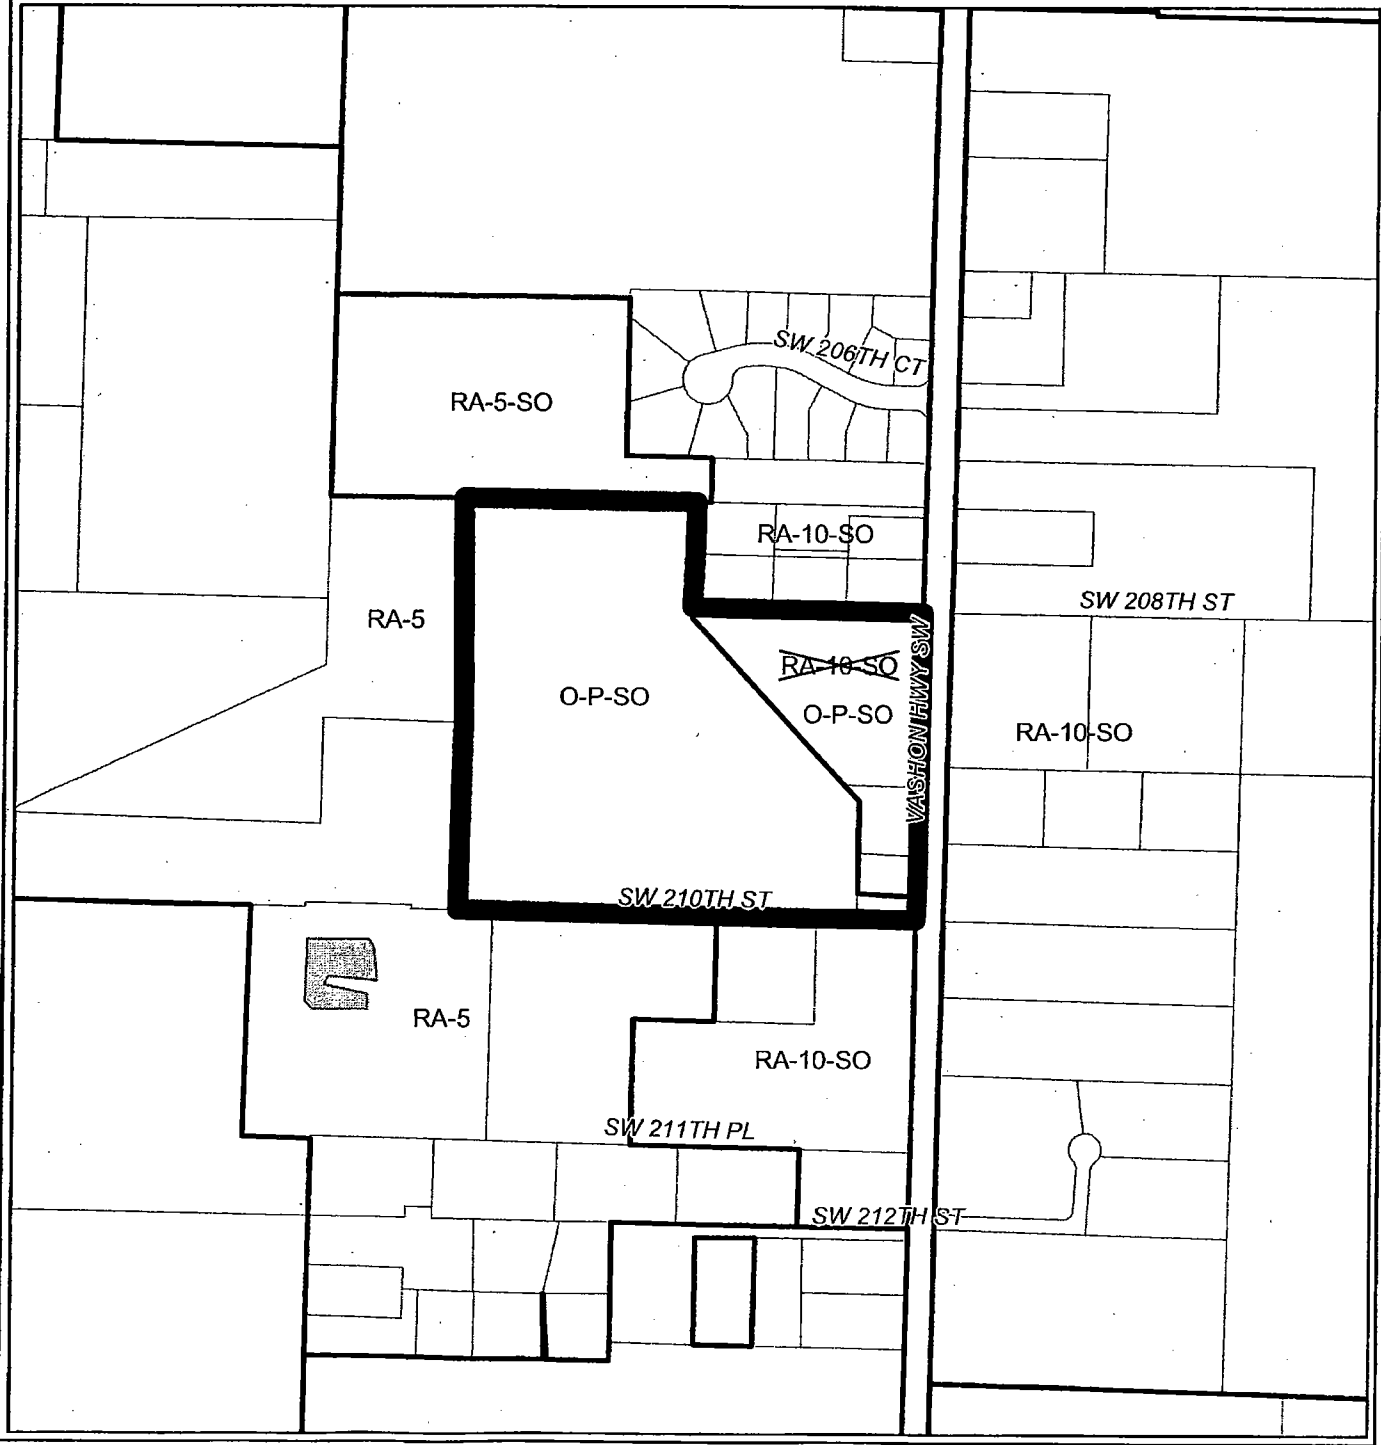 SW 206TH CT
RA-5-SO
RA-10-SO
SW 208TH ST
RA-5
RA-10-SO
O-P-SO
O-P-SO
VASHON HWY SW
RA-10-SO
SW 210TH ST
RA-5
RA-10-SO
SW 211TH PL
SW 212TH ST